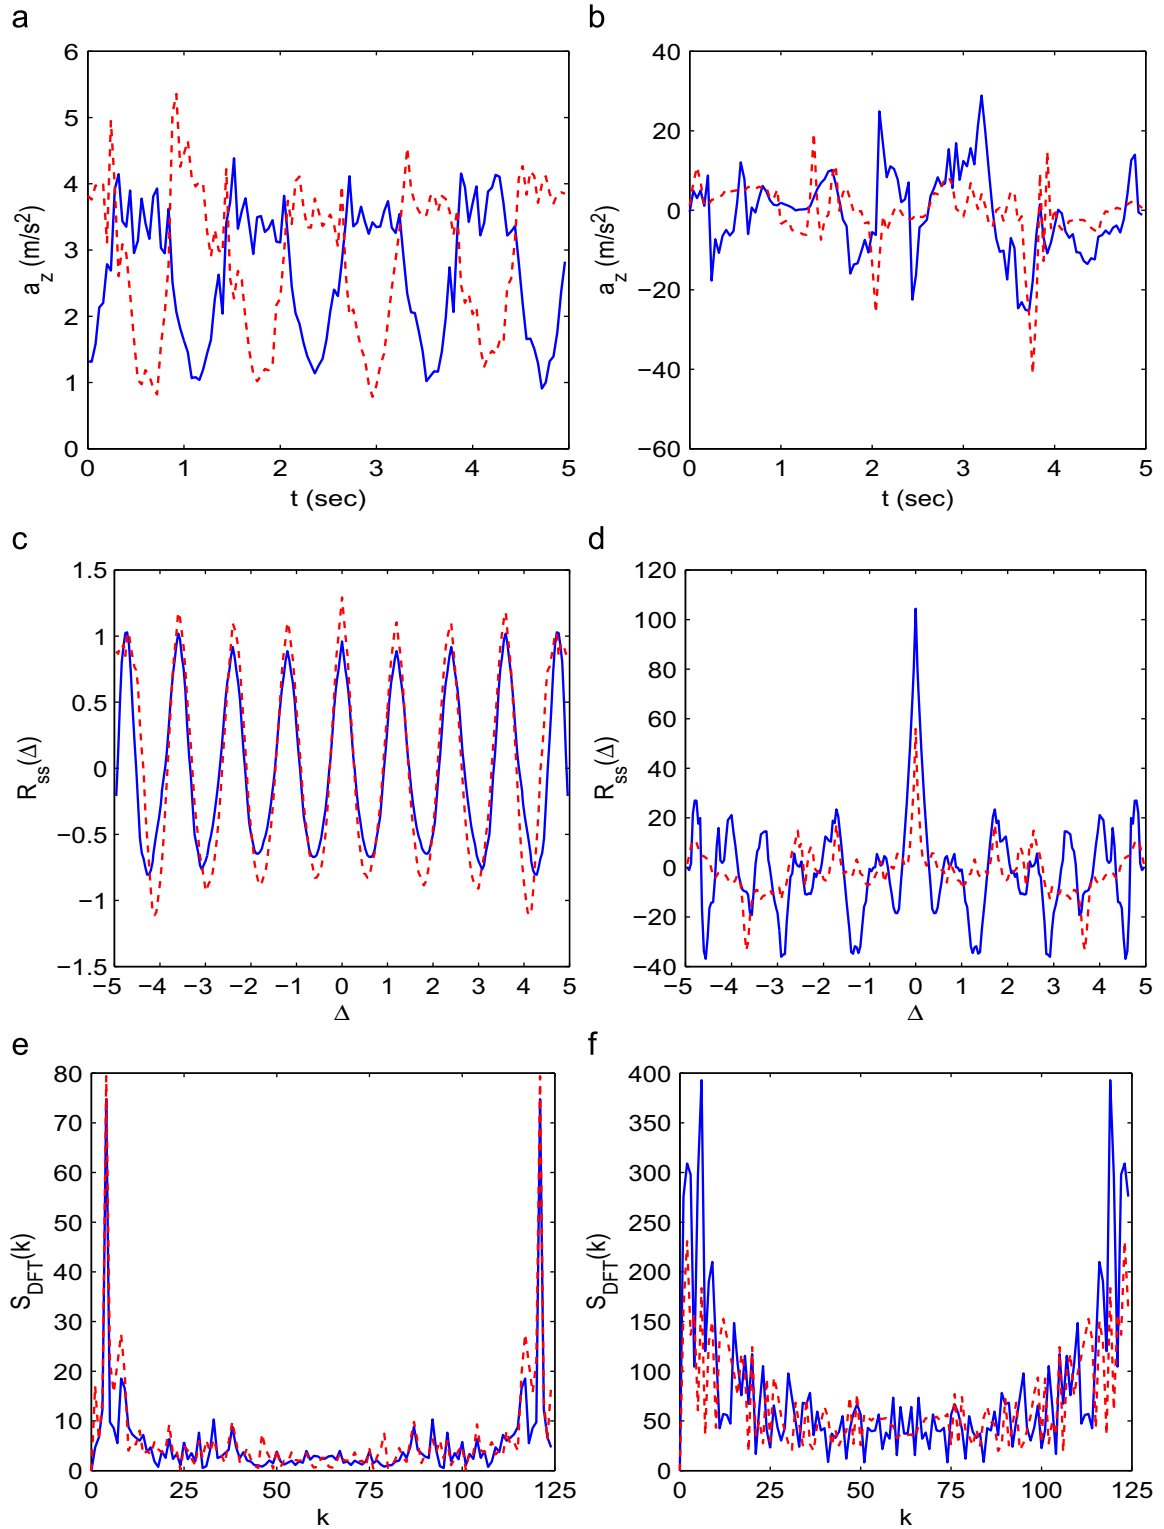 a
b
6
5
4
3
2
1
0
a_z (m/s²)
0 1 2 3 4 5
t (sec)
40
20
0
−20
−40
−60
a_z (m/s²)
0 1 2 3 4 5
t (sec)
c
d
1.5
1
0.5
0
−0.5
−1
−1.5
R_ss(Δ)
−5 −4 −3 −2 −1 0 1 2 3 4 5
Δ
120
100
80
60
40
20
0
−20
−40
R_ss(Δ)
−5 −4 −3 −2 −1 0 1 2 3 4 5
Δ
e
f
80
70
60
50
40
30
20
10
0
S_DFT(k)
0 25 50 75 100 125
k
400
350
300
250
200
150
100
50
0
S_DFT(k)
0 25 50 75 100 125
k